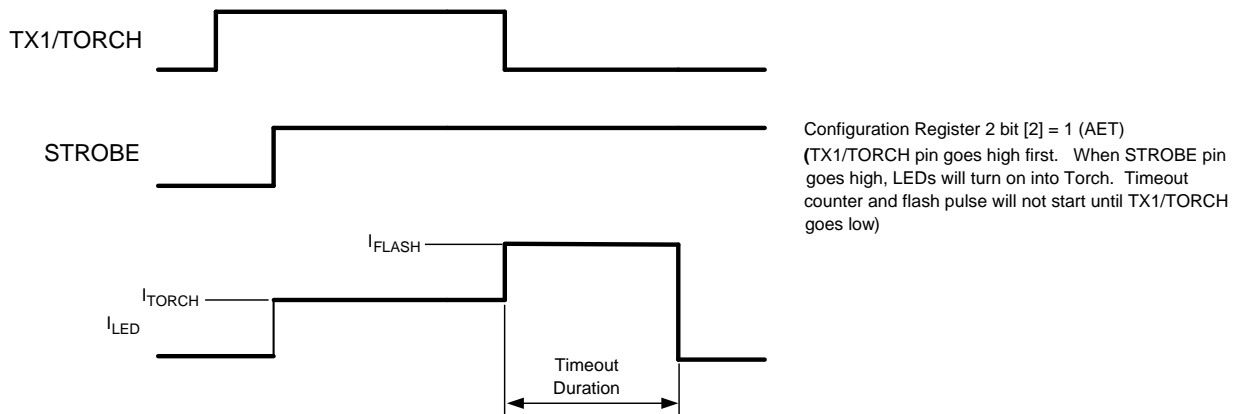 TX1/TORCH
STROBE
Configuration Register 2 bit [2] = 1 (AET)
(TX1/TORCH pin goes high first. When STROBE pin
goes high, LEDs will turn on into Torch. Timeout
counter and flash pulse will not start until TX1/TORCH
goes low)
IFLASH
ITORCH
ILED
Timeout
Duration